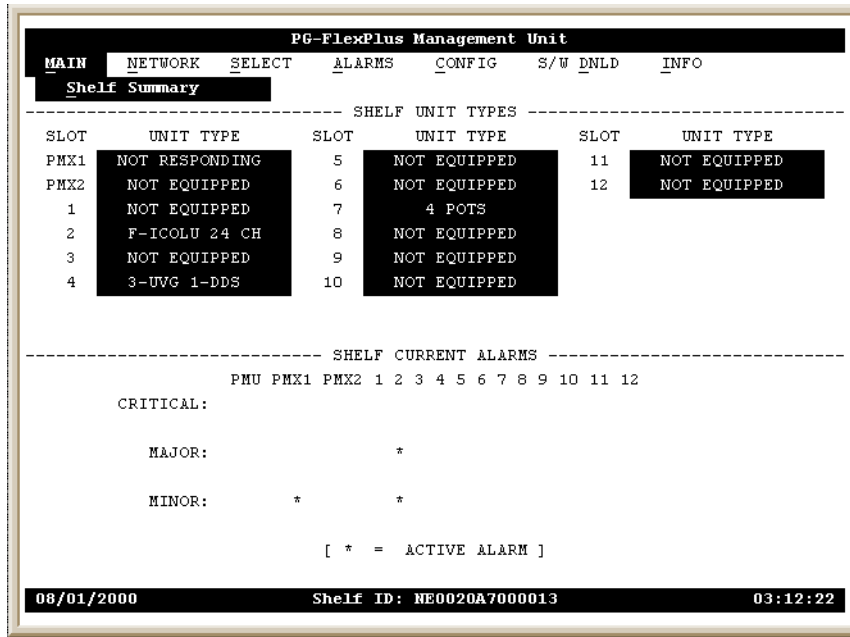 PG-FlexPlus Management Unit
MAIN NETWORK SELECT ALARMS CONFIG S/W DNLD INFO
Shelf Summary
------------------------------- SHELF UNIT TYPES -------------------------------
SLOT UNIT TYPE SLOT UNIT TYPE SLOT UNIT TYPE
PMX1 NOT RESPONDING 5 NOT EQUIPPED 11 NOT EQUIPPED
PMX2 NOT EQUIPPED 6 NOT EQUIPPED 12 NOT EQUIPPED
1 NOT EQUIPPED 7 4 POTS
2 F-ICOLU 24 CH 8 NOT EQUIPPED
3 NOT EQUIPPED 9 NOT EQUIPPED
4 3-UVG 1-DDS 10 NOT EQUIPPED
----------------------------- SHELF CURRENT ALARMS -----------------------------
PMU PMX1 PMX2 1 2 3 4 5 6 7 8 9 10 11 12
CRITICAL:
MAJOR: *
MINOR: * *
[ * = ACTIVE ALARM ]
08/01/2000 Shelf ID: NE0020A7000013 03:12:22